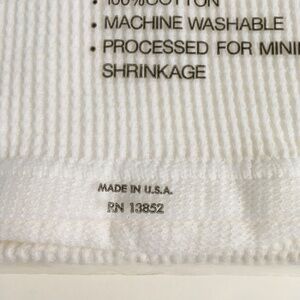 • 100% COTTON
• MACHINE WASHABLE
• PROCESSED FOR MINI
SHRINKAGE
MADE IN U.S.A.
RN 13852